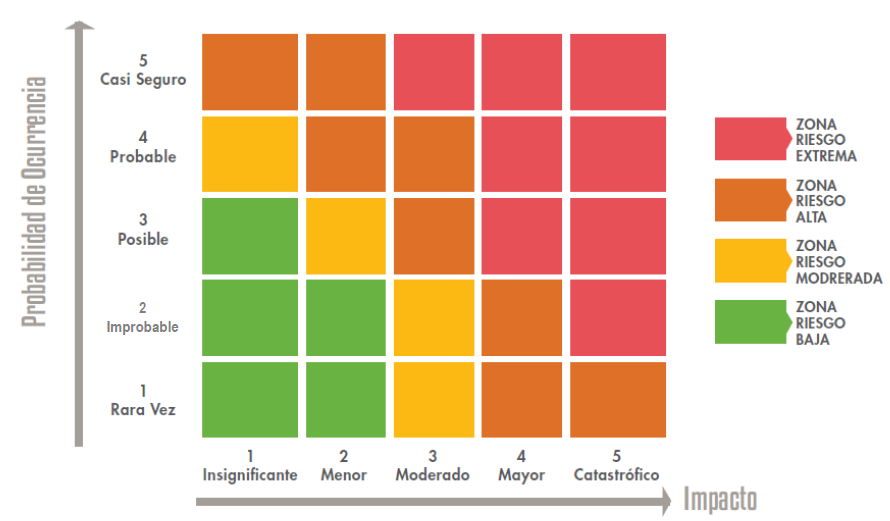 Probabilidad de Ocurrencia
5
Casi Seguro
4
Probable
3
Posible
2
Improbable
1
Rara Vez
1
Insignificante
2
Menor
3
Moderado
4
Mayor
5
Catastrófico
Impacto
ZONA
RIESGO
EXTREMA
ZONA
RIESGO
ALTA
ZONA
RIESGO
MODRERADA
ZONA
RIESGO
BAJA